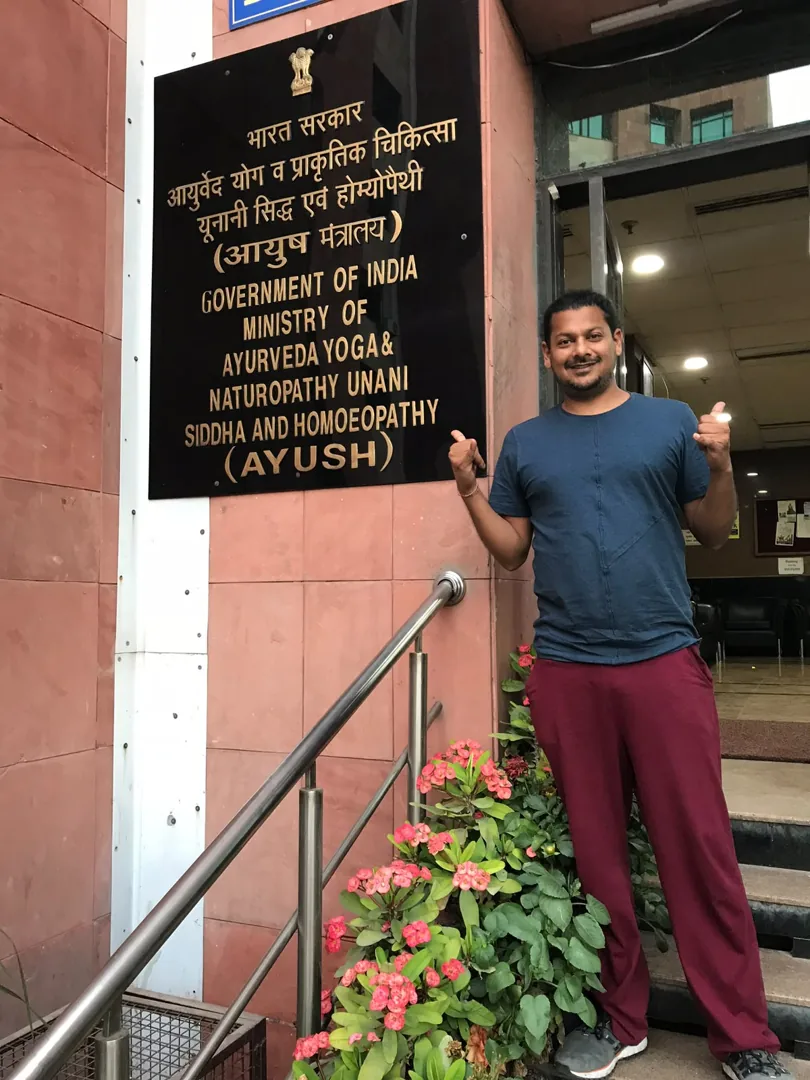 भारत सरकार
आयुर्वेद योग व प्राकृतिक चिकित्सा
यूनानी सिद्ध एवं होम्योपैथी
(आयुष मंत्रालय)
GOVERNMENT OF INDIA
MINISTRY OF
AYURVEDA YOGA &
NATUROPATHY UNANI
SIDDHA AND HOMOEOPATHY
(AYUSH)